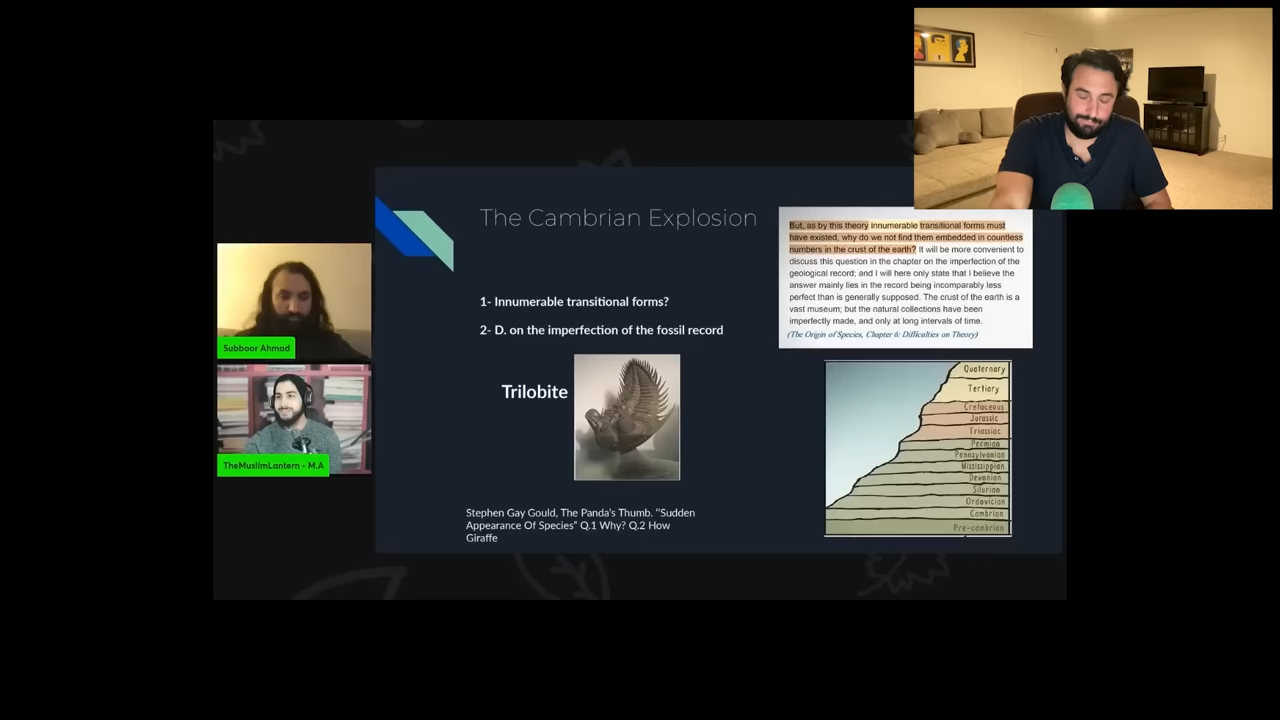 The Cambrian Explosion
1- Innumerable transitional forms?
2- D. on the imperfection of the fossil record
Trilobite
Stephen Gay Gould, The Panda's Thumb. "Sudden
Appearance Of Species" Q.1 Why? Q.2 How
Giraffe
But, as by this theory innumerable transitional forms must
have existed, why do we not find them embedded in countless
numbers in the crust of the earth? It will be more convenient to
discuss this question in the chapter on the imperfection of the
geological record; and I will here only state that I believe the
answer mainly lies in the record being incomparably less
perfect than is generally supposed. The crust of the earth is a
vast museum; but the natural collections have been
imperfectly made, and only at long intervals of time.
(The Origin of Species, Chapter 6: Difficulties on Theory)
Quaternary
Tertiary
Cretaceous
Jurassic
Triassiac
Permian
Pennsylvanian
Mississippian
Devonian
Silurian
Ordovician
Cambrian
Pre-cambrian
Subboor Ahmad
TheMuslimLantern - M.A